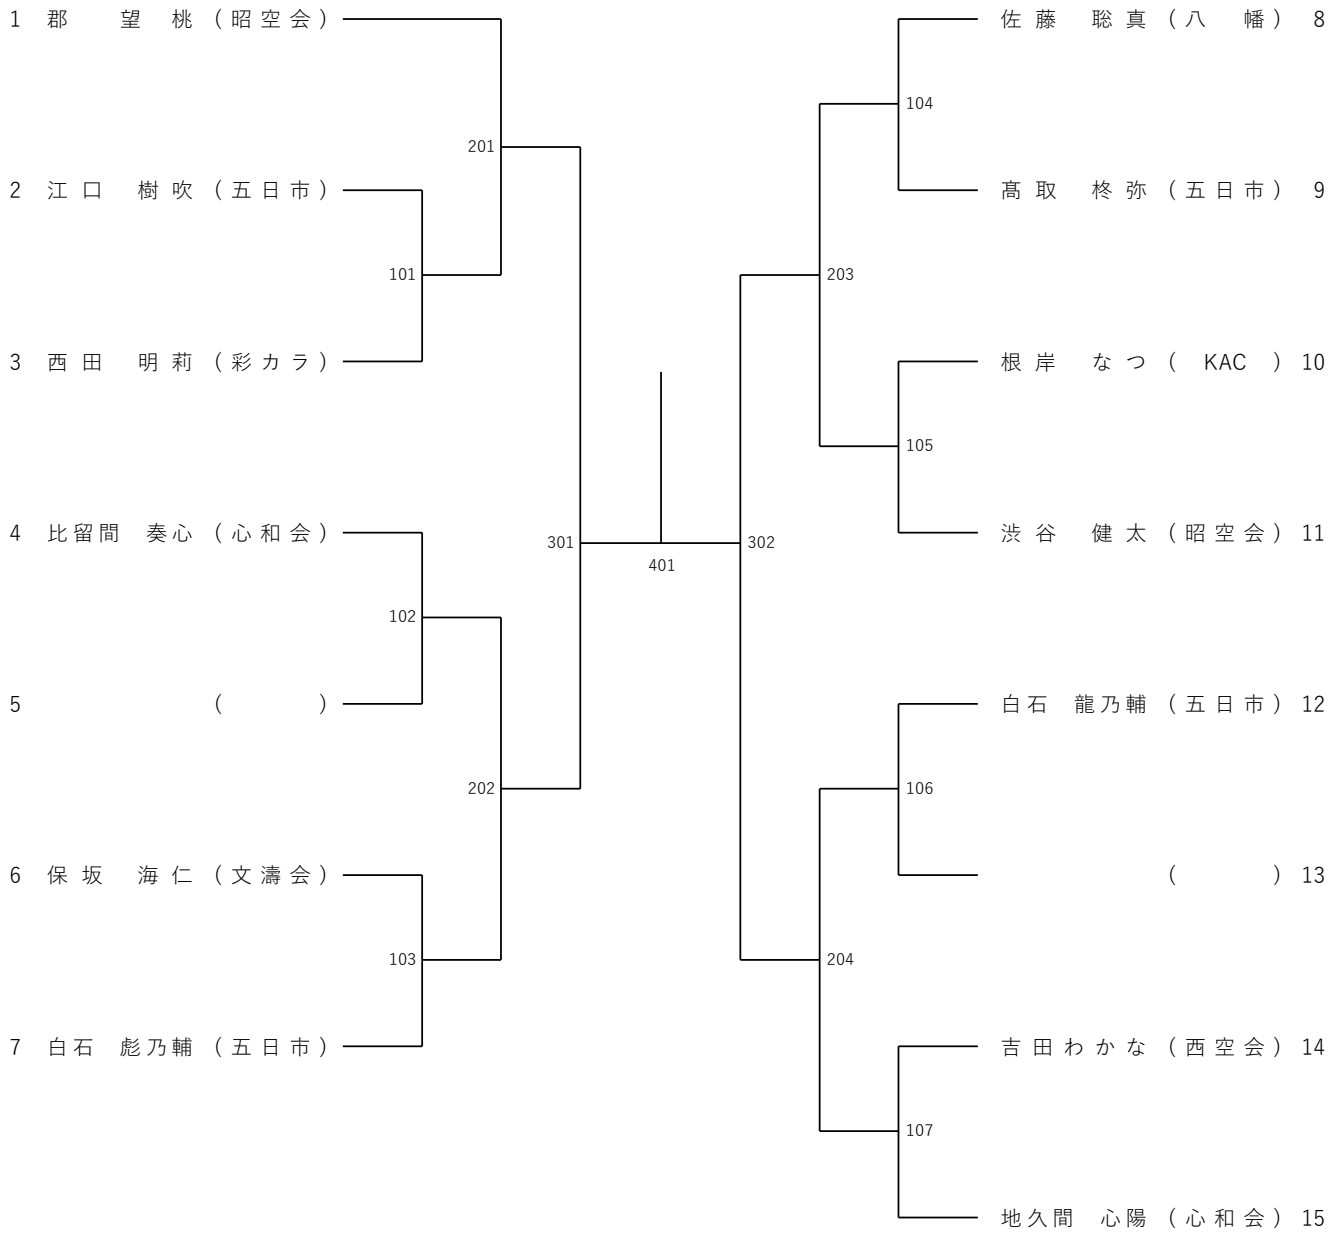 1 郡 望桃（昭空会）
2 江口 樹吹（五日市）
3 西田 明莉（彩カラ）
4 比留間 奏心（心和会）
5 （ ）
6 保坂 海仁（文濤会）
7 白石 彪乃輔（五日市）
201
101
102
202
103
301
401
302
104
203
105
106
204
107
佐藤 聡真（八幡） 8
髙取 柊弥（五日市） 9
根岸 なつ（KAC） 10
渋谷 健太（昭空会） 11
白石 龍乃輔（五日市） 12
（ ） 13
吉田わかな（西空会） 14
地久間 心陽（心和会） 15